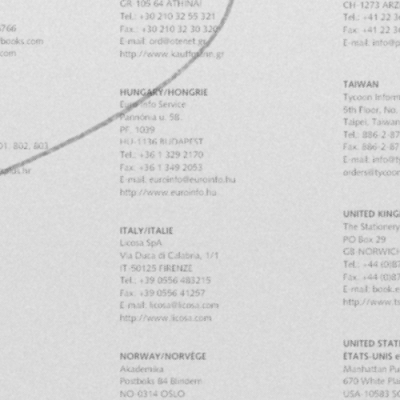 GR-105 64 ATHINAI
Tel.: +30 210 32 55 321
Fax.: +30 210 32 30 320
E-mail: ord@otenet.gr
http://www.kauffmann.gr
HUNGARY/HONGRIE
Euro Info Service
Pannónia u. 58.
PF. 1039
HU-1136 BUDAPEST
Tel.: +36 1 329 2170
Fax: +36 1 349 2053
E-mail: euroinfo@euroinfo.hu
http://www.euroinfo.hu
ITALY/ITALIE
Licosa SpA
Via Duca di Calabria, 1/1
IT-50125 FIRENZE
Tel.: +39 0556 483215
Fax: +39 0556 41257
E-mail: licosa@licosa.com
http://www.licosa.com
NORWAY/NORVÈGE
Akademika
Postboks 84 Blindern
NO-0314 OSLO
6766
books.com
com
01, 802, 803
CH-1273 AR
Tel.: +41 22 3
Fax: +41 22 3
E-mail: info@p
TAIWAN
Tycoon Inform
5th Floor, No.
Taipei, Taiwan
Tel.: 886-2-87
Fax: 886-2-87
E-mail: info@t
orders@tycoon
UNITED KING
The Stationery
PO Box 29
GB-NORWICH
Tel.: +44 (0)87
Fax: +44 (0)87
E-mail: book.e
http://www.ts
UNITED STAT
ÉTATS-UNIS e
Manhattan Pu
670 White Pla
USA-10583 SC